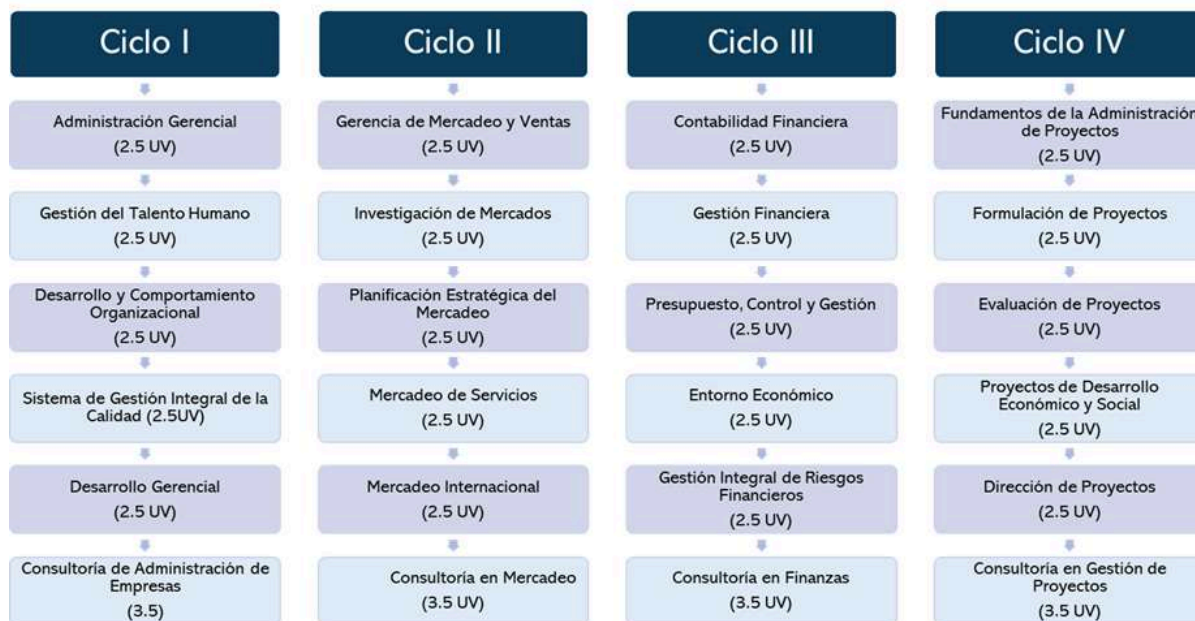 Ciclo I
Administración Gerencial
(2.5 UV)
Gestión del Talento Humano
(2.5 UV)
Desarrollo y Comportamiento
Organizacional
(2.5 UV)
Sistema de Gestión Integral de la
Calidad (2.5UV)
Desarrollo Gerencial
(2.5 UV)
Consultoría de Administración de
Empresas
(3.5)
Ciclo II
Gerencia de Mercadeo y Ventas
(2.5 UV)
Investigación de Mercados
(2.5 UV)
Planificación Estratégica del
Mercadeo
(2.5 UV)
Mercadeo de Servicios
(2.5 UV)
Mercadeo Internacional
(2.5 UV)
Consultoría en Mercadeo
(3.5 UV)
Ciclo III
Contabilidad Financiera
(2.5 UV)
Gestión Financiera
(2.5 UV)
Presupuesto, Control y Gestión
(2.5 UV)
Entorno Económico
(2.5 UV)
Gestión Integral de Riesgos
Financieros
(2.5 UV)
Consultoría en Finanzas
(3.5 UV)
Ciclo IV
Fundamentos de la Administración
de Proyectos
(2.5 UV)
Formulación de Proyectos
(2.5 UV)
Evaluación de Proyectos
(2.5 UV)
Proyectos de Desarrollo
Económico y Social
(2.5 UV)
Dirección de Proyectos
(2.5 UV)
Consultoría en Gestión de
Proyectos
(3.5 UV)